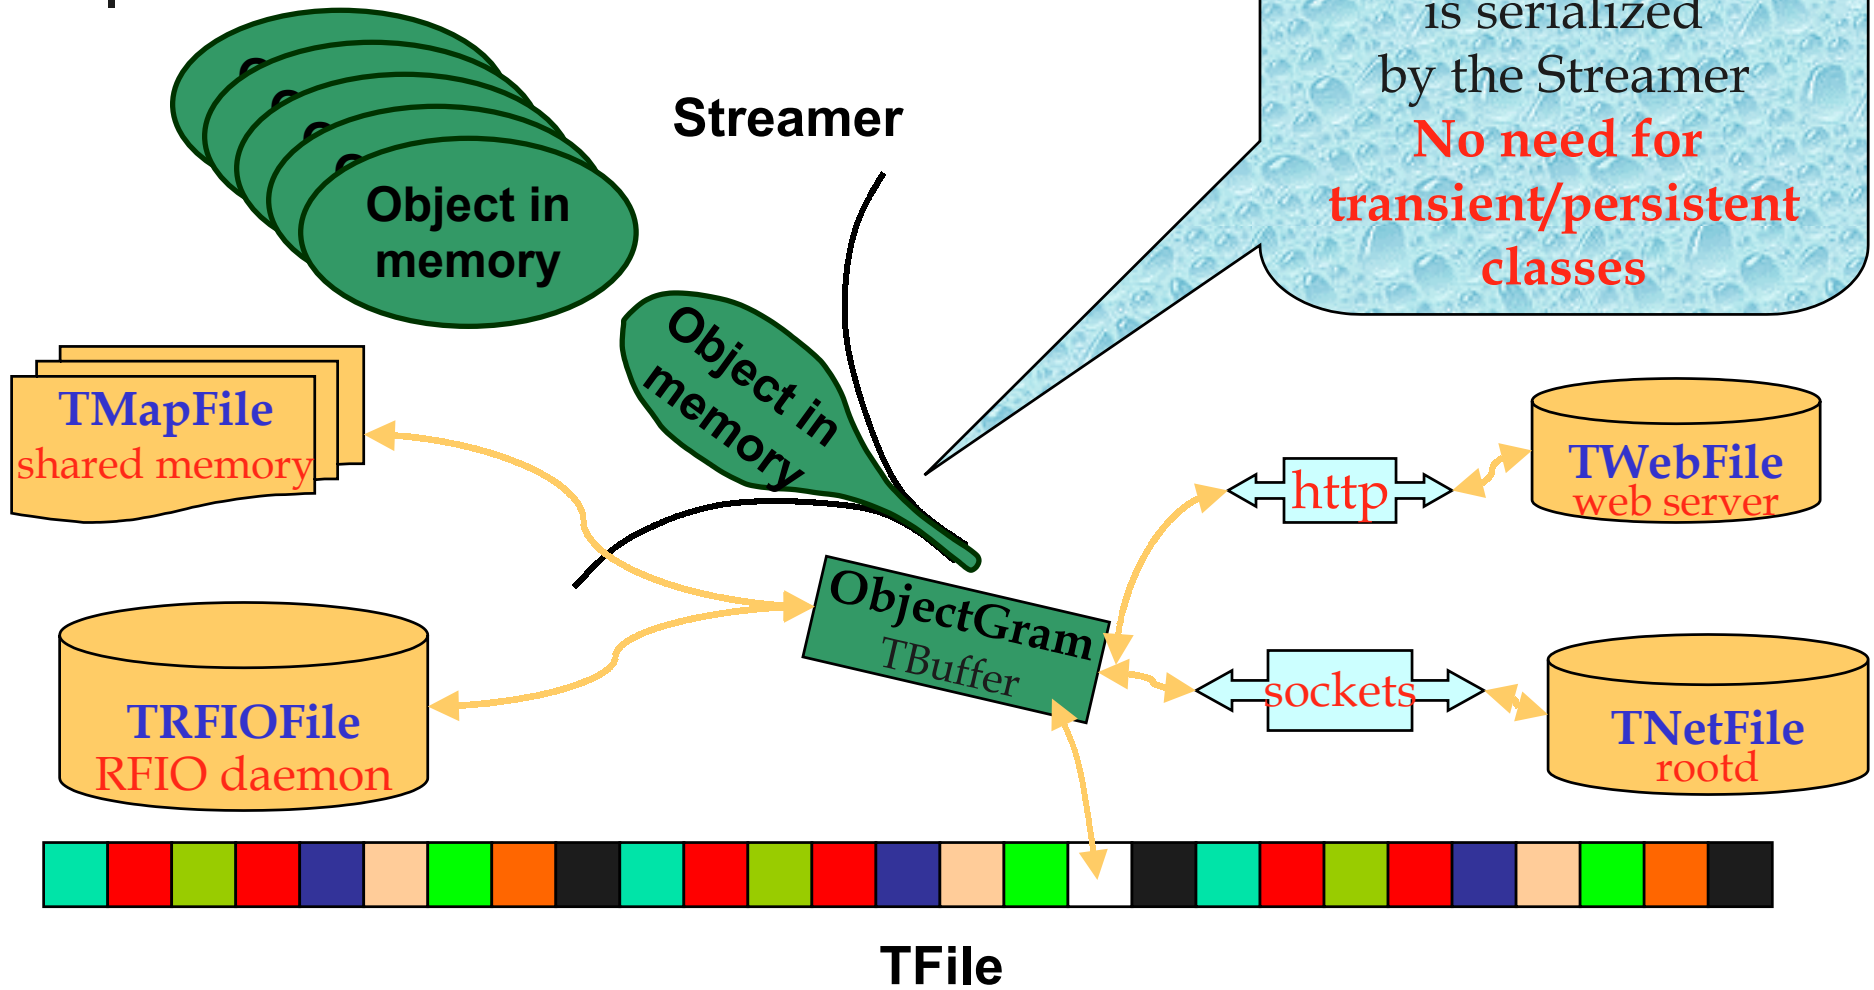 is serialized
by the Streamer
No need for
transient/persistent
classes
Streamer
Object in
memory
Object in
memory
TMapFile
shared memory
http
TWebFile
web server
ObjectGram
TBuffer
sockets
TRFIOFile
RFIO daemon
TNetFile
rootd
TFile